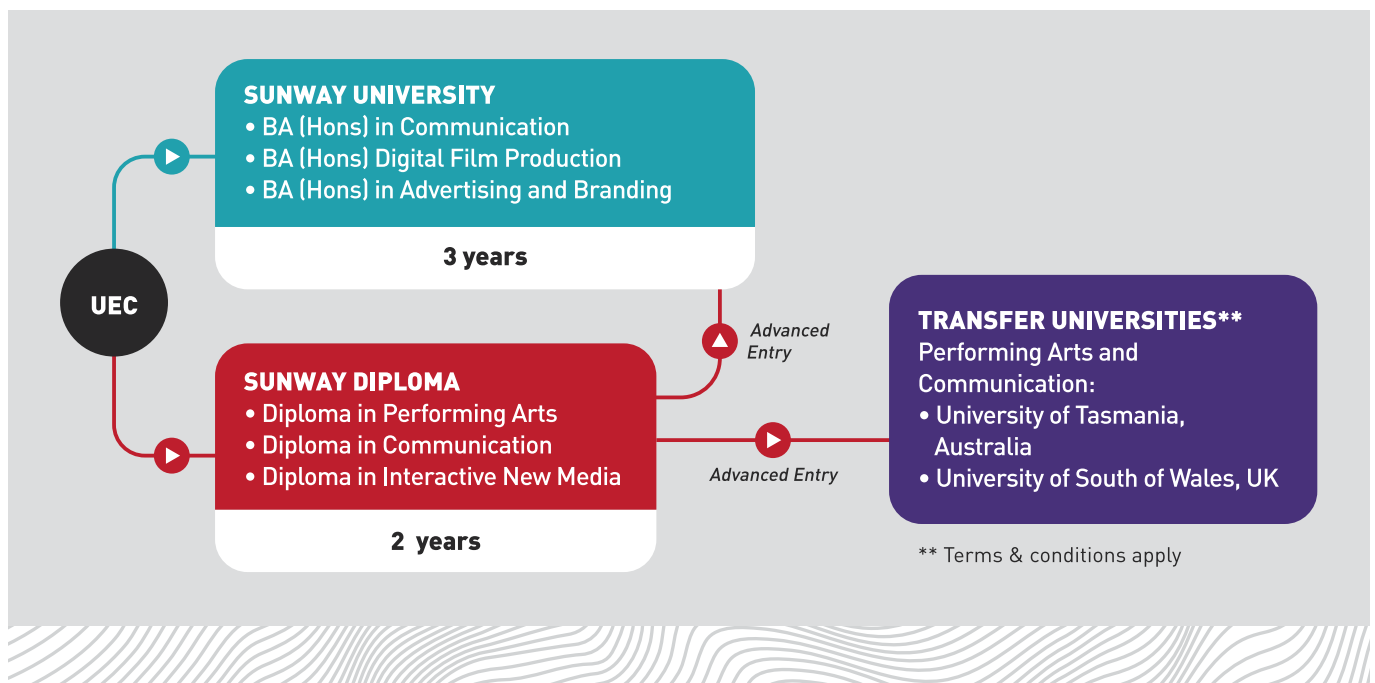 SUNWAY UNIVERSITY
• BA (Hons) in Communication
• BA (Hons) Digital Film Production
• BA (Hons) in Advertising and Branding
3 years
UEC
Advanced
Entry
SUNWAY DIPLOMA
• Diploma in Performing Arts
• Diploma in Communication
• Diploma in Interactive New Media
2 years
Advanced Entry
TRANSFER UNIVERSITIES**
Performing Arts and
Communication:
• University of Tasmania,
Australia
• University of South of Wales, UK
** Terms & conditions apply